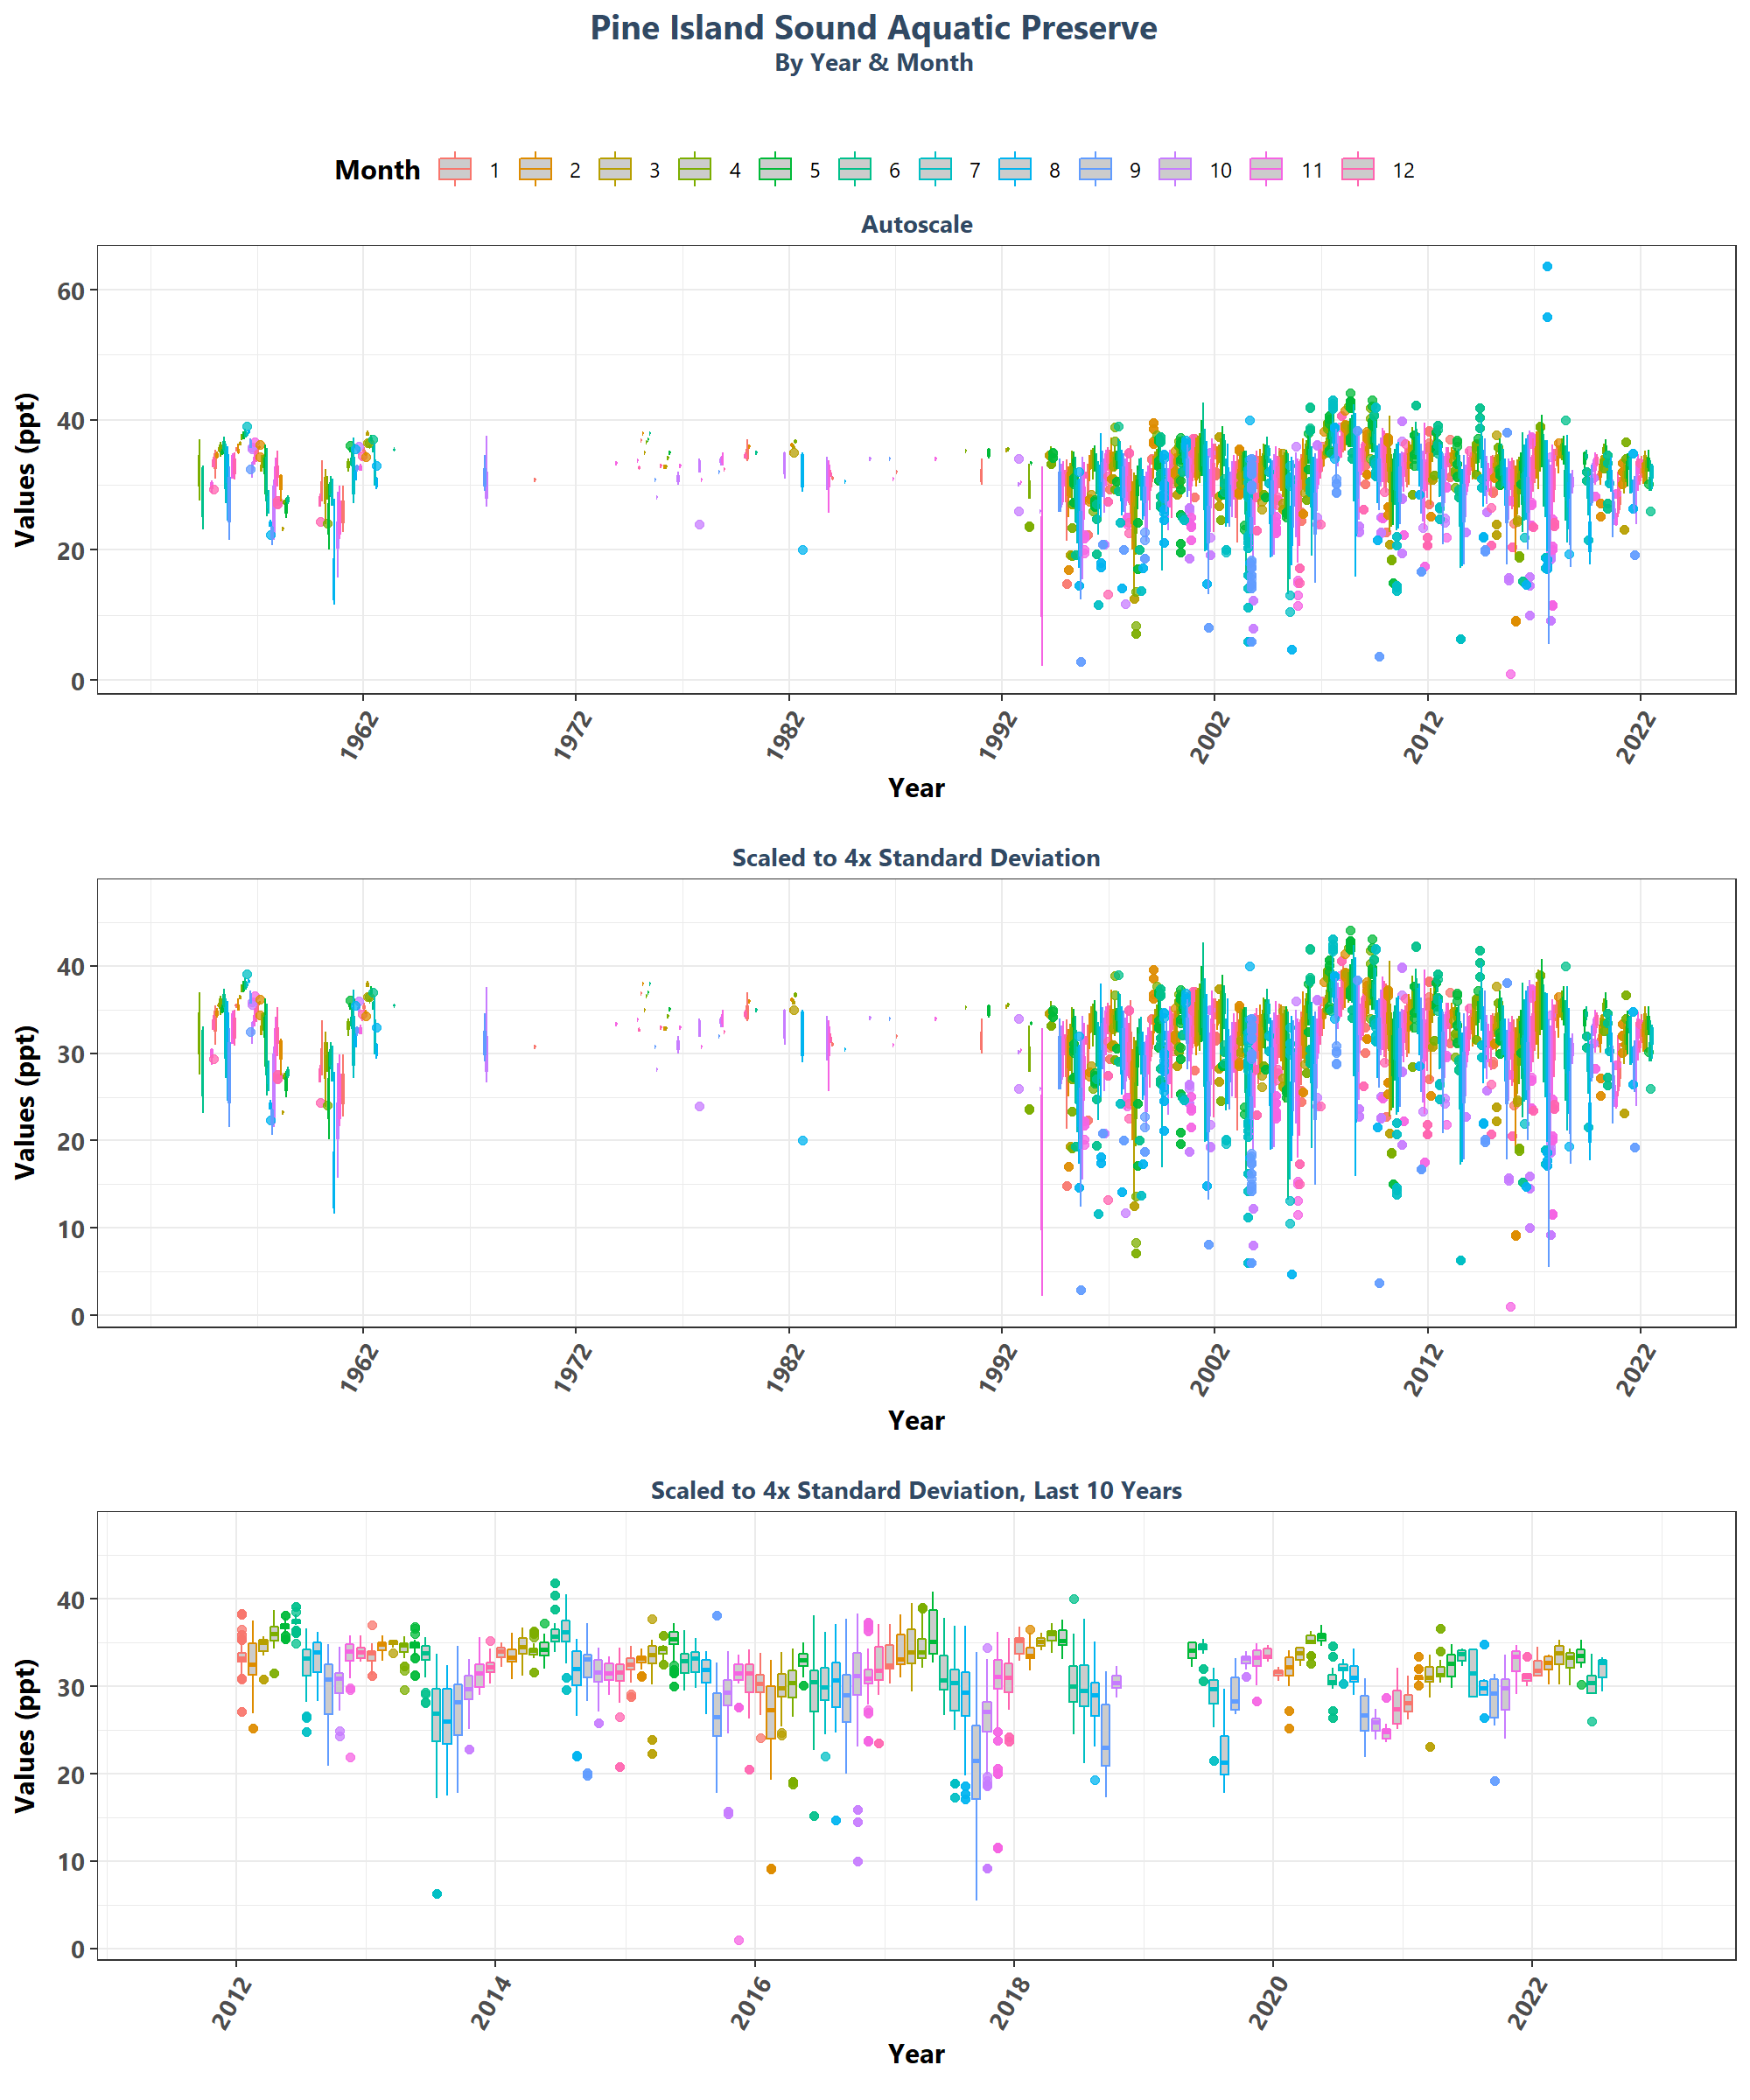 Pine Island Sound Aquatic Preserve
By Year & Month
Month 1 2 3 4 5 6 7 8 9 10 11 12
Autoscale
Values (ppt)
60
40
20
0
1962 1972 1982 1992 2002 2012 2022
Year
Scaled to 4x Standard Deviation
Values (ppt)
40
30
20
10
0
1962 1972 1982 1992 2002 2012 2022
Year
Scaled to 4x Standard Deviation, Last 10 Years
Values (ppt)
40
30
20
10
0
2012 2014 2016 2018 2020 2022
Year